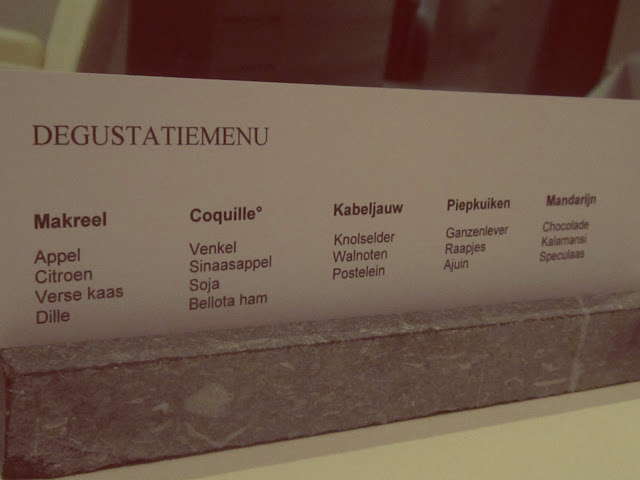 DEGUSTATIEMENU
Makreel
Appel
Citroen
Verse kaas
Dille
Coquille°
Venkel
Sinaasappel
Soja
Bellota ham
Kabeljauw
Knolselder
Walnoten
Postelein
Piepkuiken
Ganzenlever
Raapjes
Ajuin
Mandarijn
Chocolade
Kalamansi
Speculaas